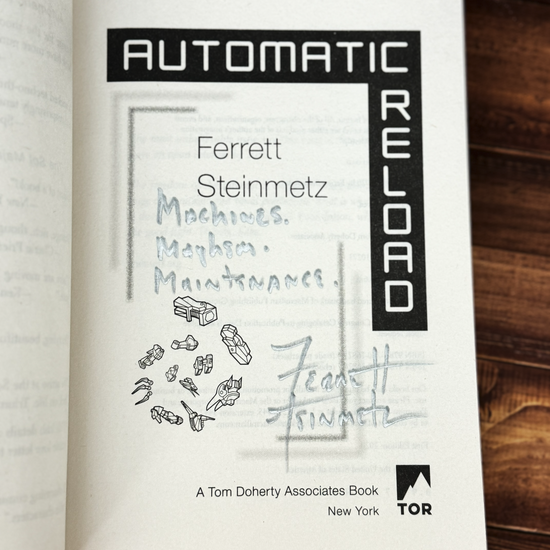 AUTOMATIC
RELOAD
Ferrett
Steinmetz
Machines.
Mayhem.
Maintenance.
Ferrett
Steinmetz
A Tom Doherty Associates Book
New York
TOR